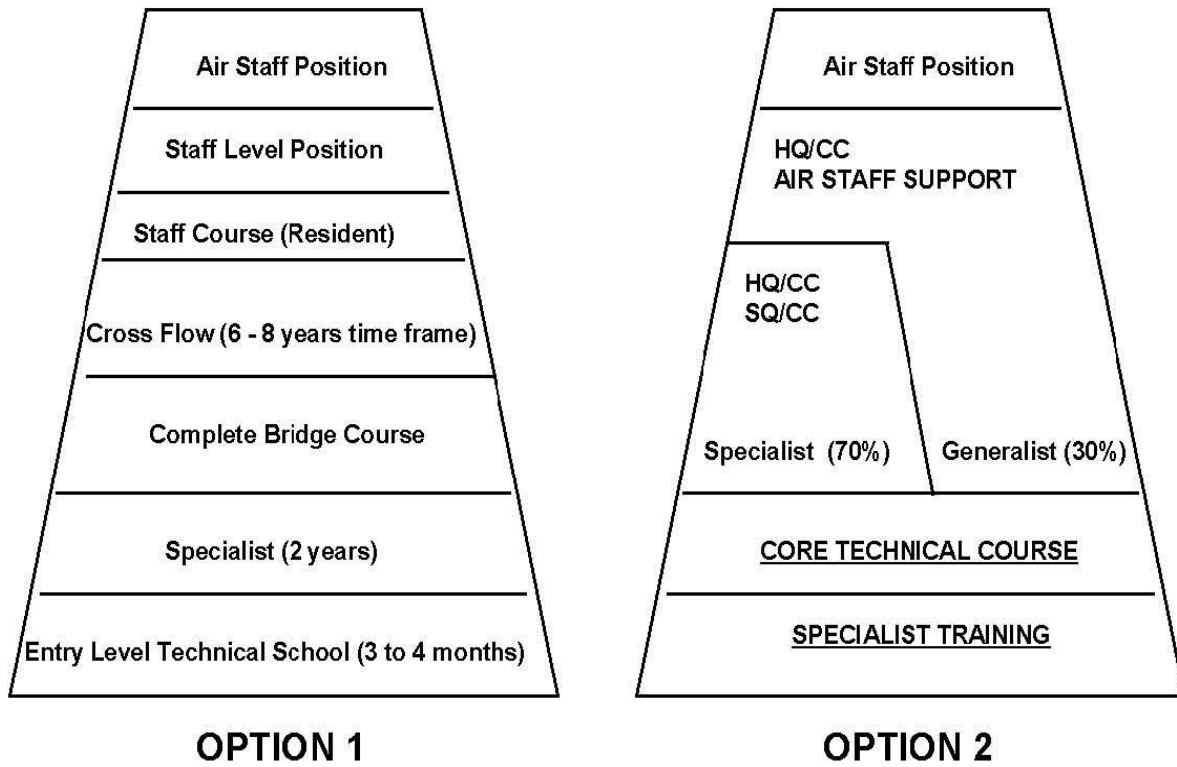 Air Staff Position
Staff Level Position
Staff Course (Resident)
Cross Flow (6 - 8 years time frame)
Complete Bridge Course
Specialist (2 years)
Entry Level Technical School (3 to 4 months)
OPTION 1
Air Staff Position
HQ/CC
AIR STAFF SUPPORT
HQ/CC
SQ/CC
Specialist (70%)
Generalist (30%)
CORE TECHNICAL COURSE
SPECIALIST TRAINING
OPTION 2